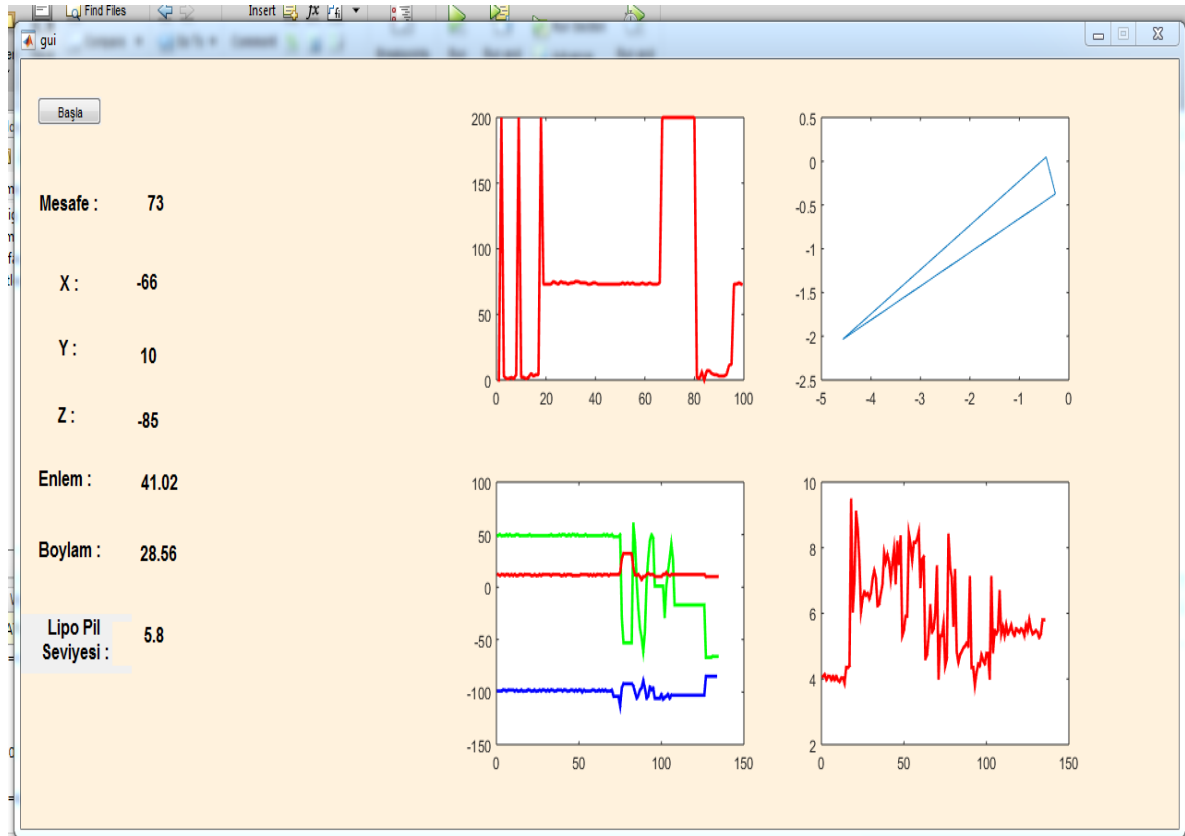 Find Files
Insert fx
gui
Başla
Mesafe : 73
X : -66
Y : 10
Z : -85
Enlem : 41.02
Boylam : 28.56
Lipo Pil
Seviyesi : 5.8
200
150
100
50
0
0 20 40 60 80 100
0.5
0
-0.5
-1
-1.5
-2
-2.5
-5 -4 -3 -2 -1 0
100
50
0
-50
-100
-150
0 50 100 150
10
8
6
4
2
0 50 100 150